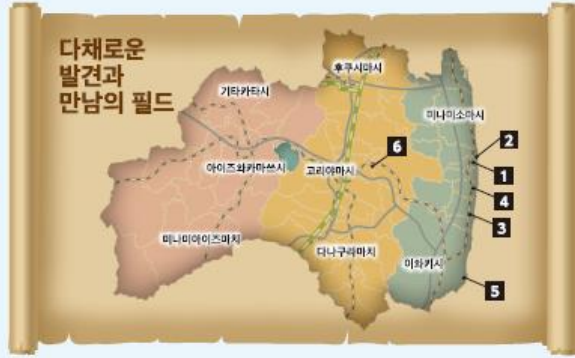 다채로운
발견과
만남의 필드
후쿠시마시
기타카타시
미나미소마시
2
6
1
아이즈와카마쓰시
고리야마시
4
3
미나미아이즈마치
다나구라마치
이와키시
5